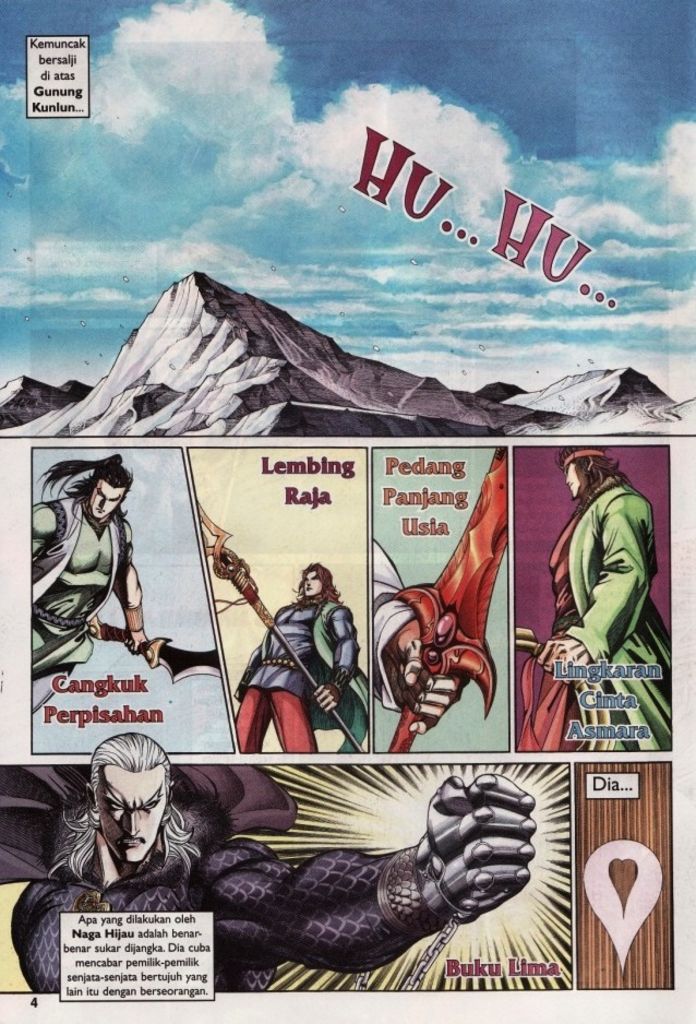 Kemuncak
bersalji
di atas
Gunung
Kunlun...
HU... HU...
Lembing
Raja
Pedang
Panjang
Usia
Cangkuk
Perpisahan
Lingkaran
Cinta
Asmara
Dia...
Apa yang dilakukan oleh
Naga Hijau adalah benar-
benar sukar dijangka. Dia cuba
mencabar pemilik-pemilik
senjata-senjata bertujuh yang
lain itu dengan berseorangan.
Buku Lima
4